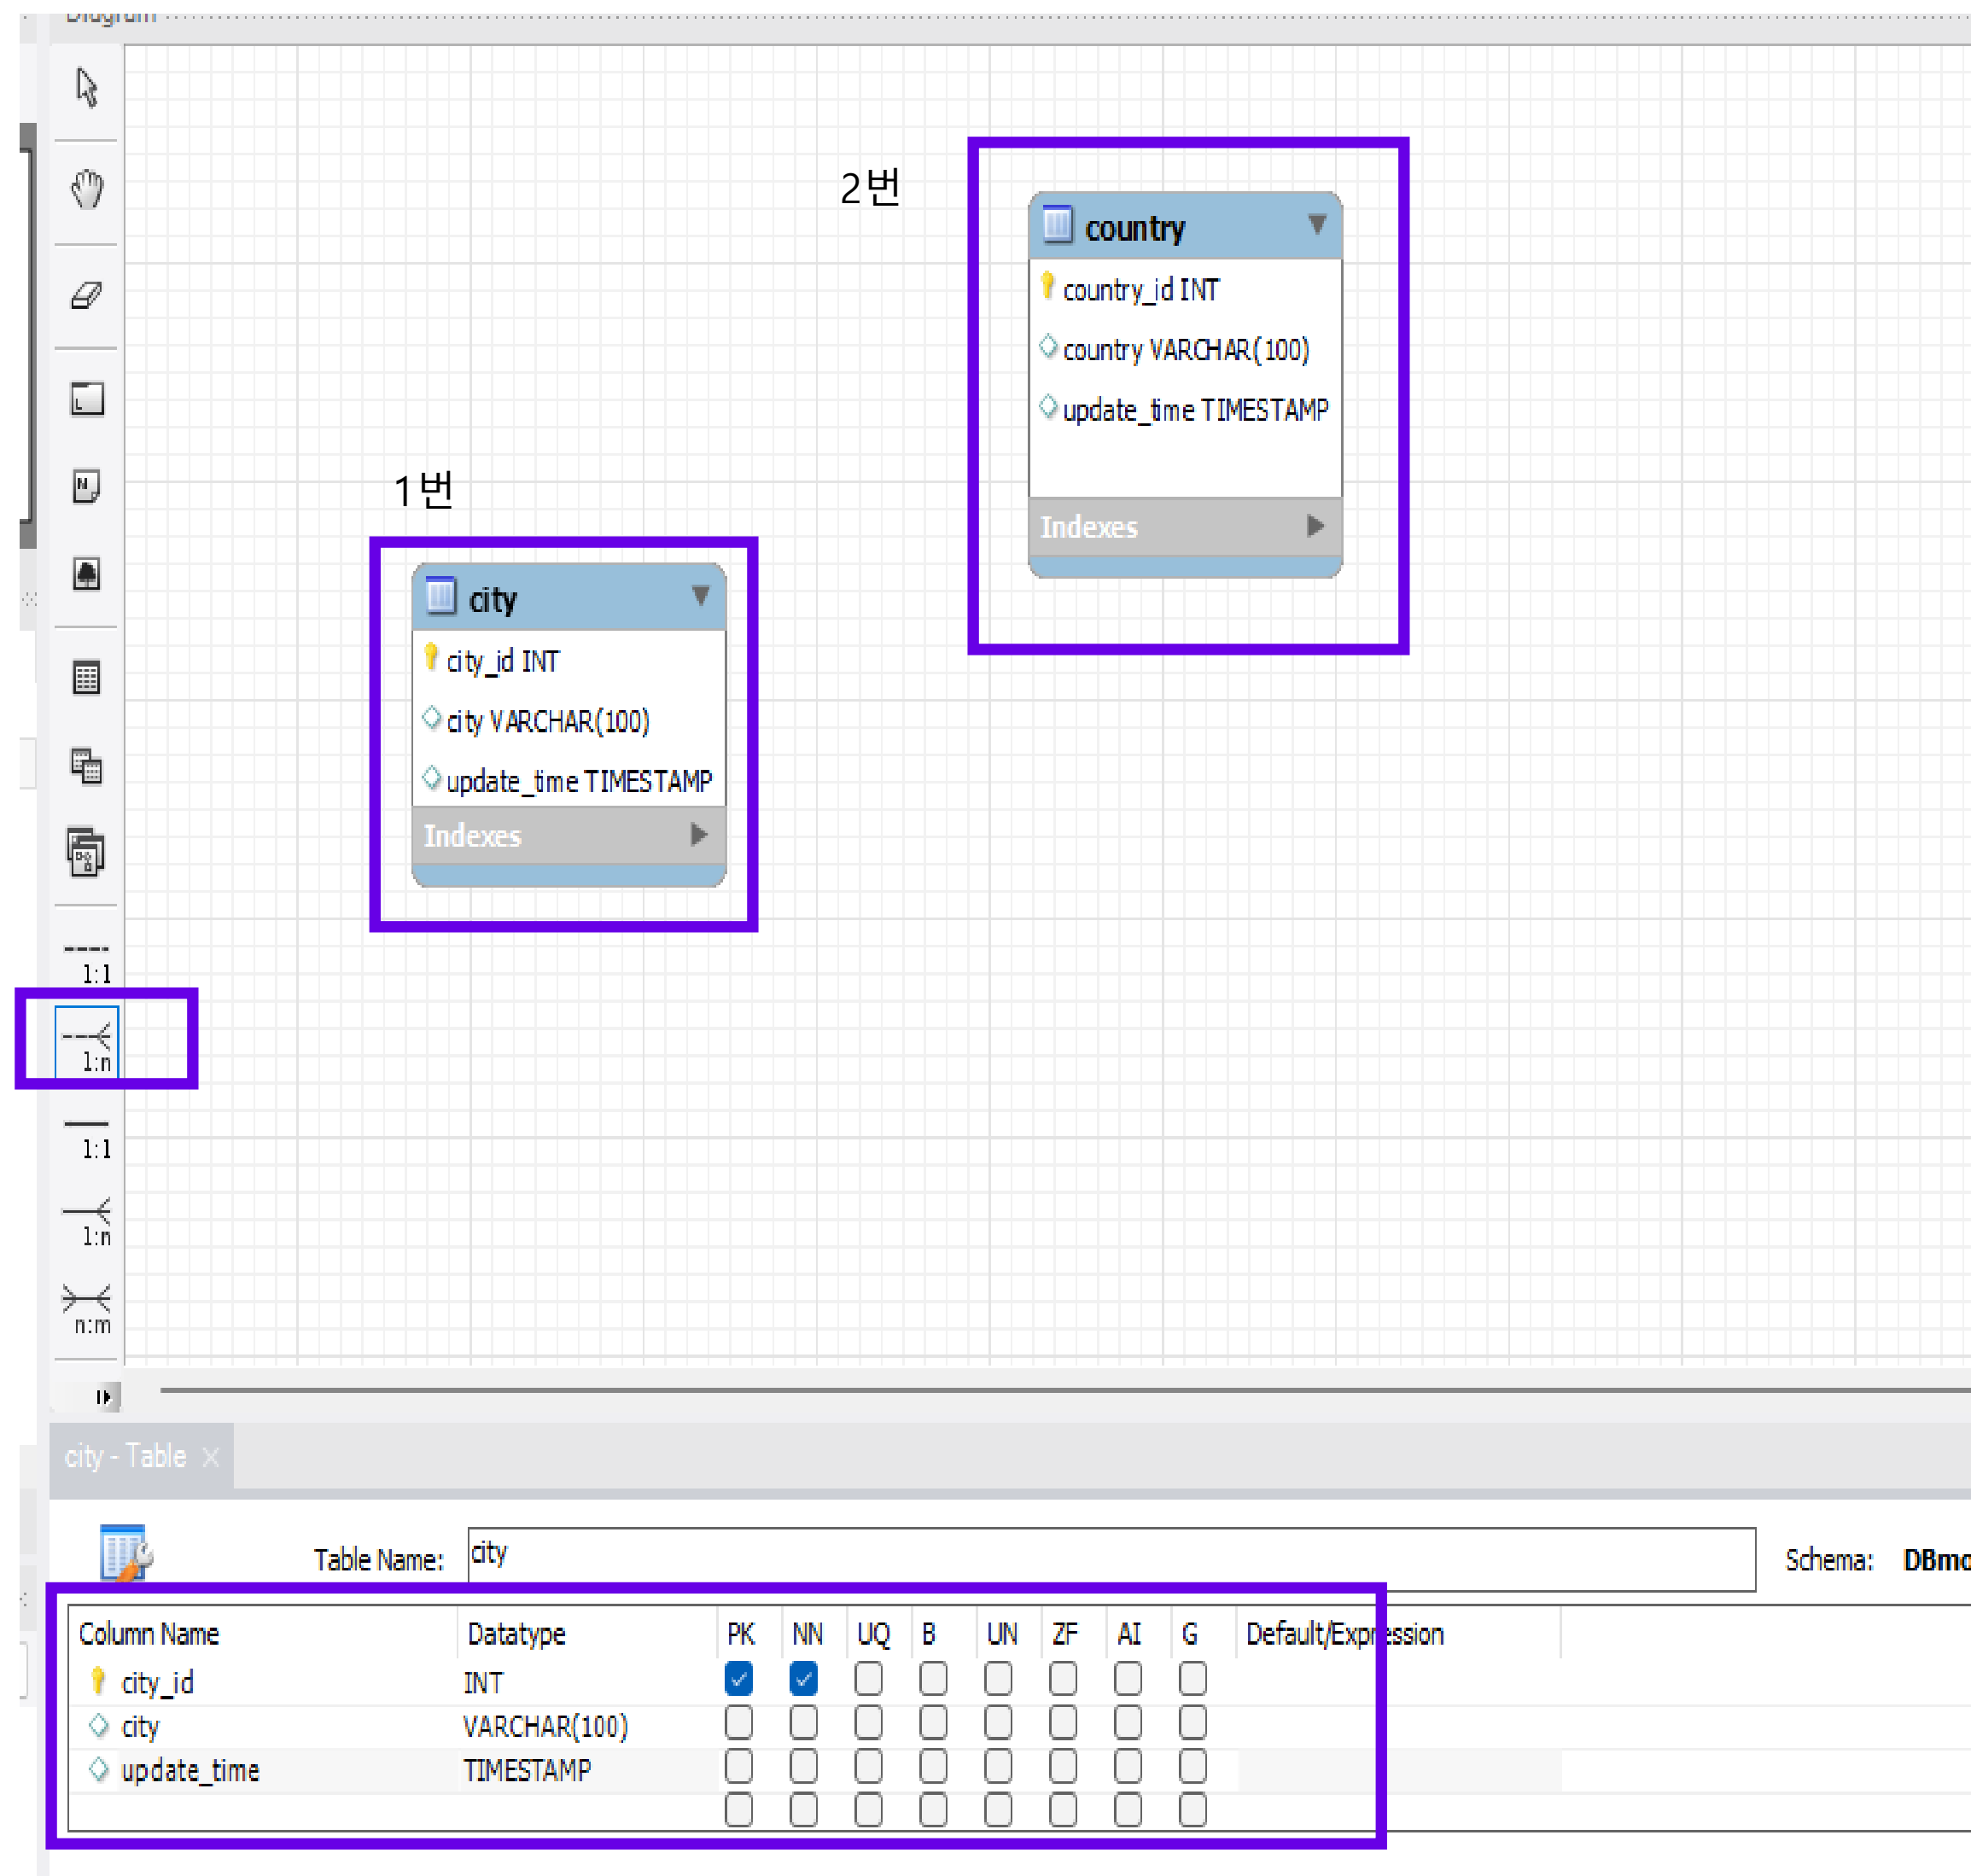 Diagram
2번
country
country_id INT
country VARCHAR(100)
update_time TIMESTAMP
Indexes
1번
city
city_id INT
city VARCHAR(100)
update_time TIMESTAMP
Indexes
L
N
1:1
1:n
1:1
1:n
n:m
city - Table
Table Name: city Schema: DBmo
Column Name Datatype PK NN UQ B UN ZF AI G Default/Expression
city_id INT
city VARCHAR(100)
update_time TIMESTAMP